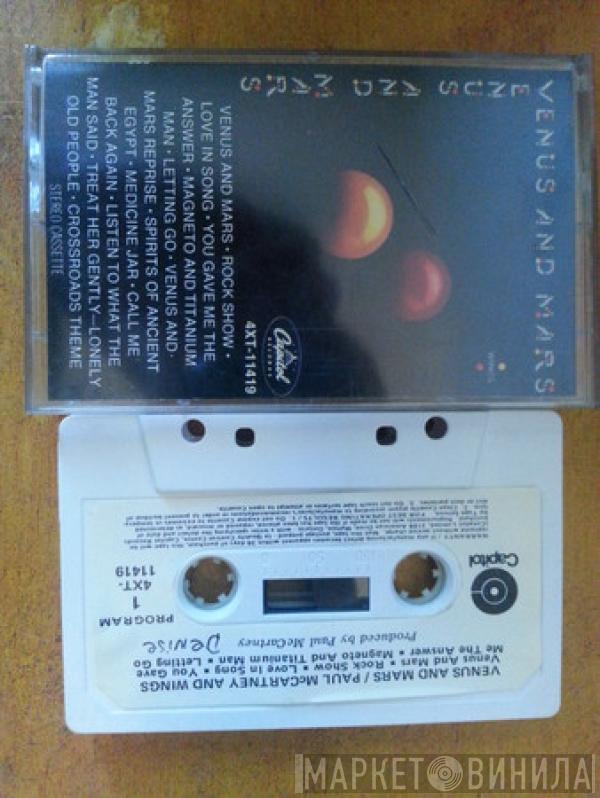 VENUS AND MARS
VENUS AND MARS
WINGS
VENUS AND MARS • ROCK SHOW •
LOVE IN SONG • YOU GAVE ME THE
ANSWER • MAGNETO AND TITANIUM
MAN • LETTING GO • VENUS AND
MARS REPRISE • SPIRITS OF ANCIENT
EGYPT • MEDICINE JAR • CALL ME
BACK AGAIN • LISTEN TO WHAT THE
MAN SAID • TREAT HER GENTLY–LONELY
OLD PEOPLE • CROSSROADS THEME
STEREO CASSETTE
Capitol
RECORDS
4XT-11419
VENUS AND MARS / PAUL McCARTNEY AND WINGS
Venus And Mars • Rock Show • Love in Song • You Gave
Me The Answer • Magneto And Titanium Man • Letting Go
Produced by Paul McCartney
Denise
PROGRAM
1
4XT-
11419
Capitol
МАРКЕТ ВИНИЛА